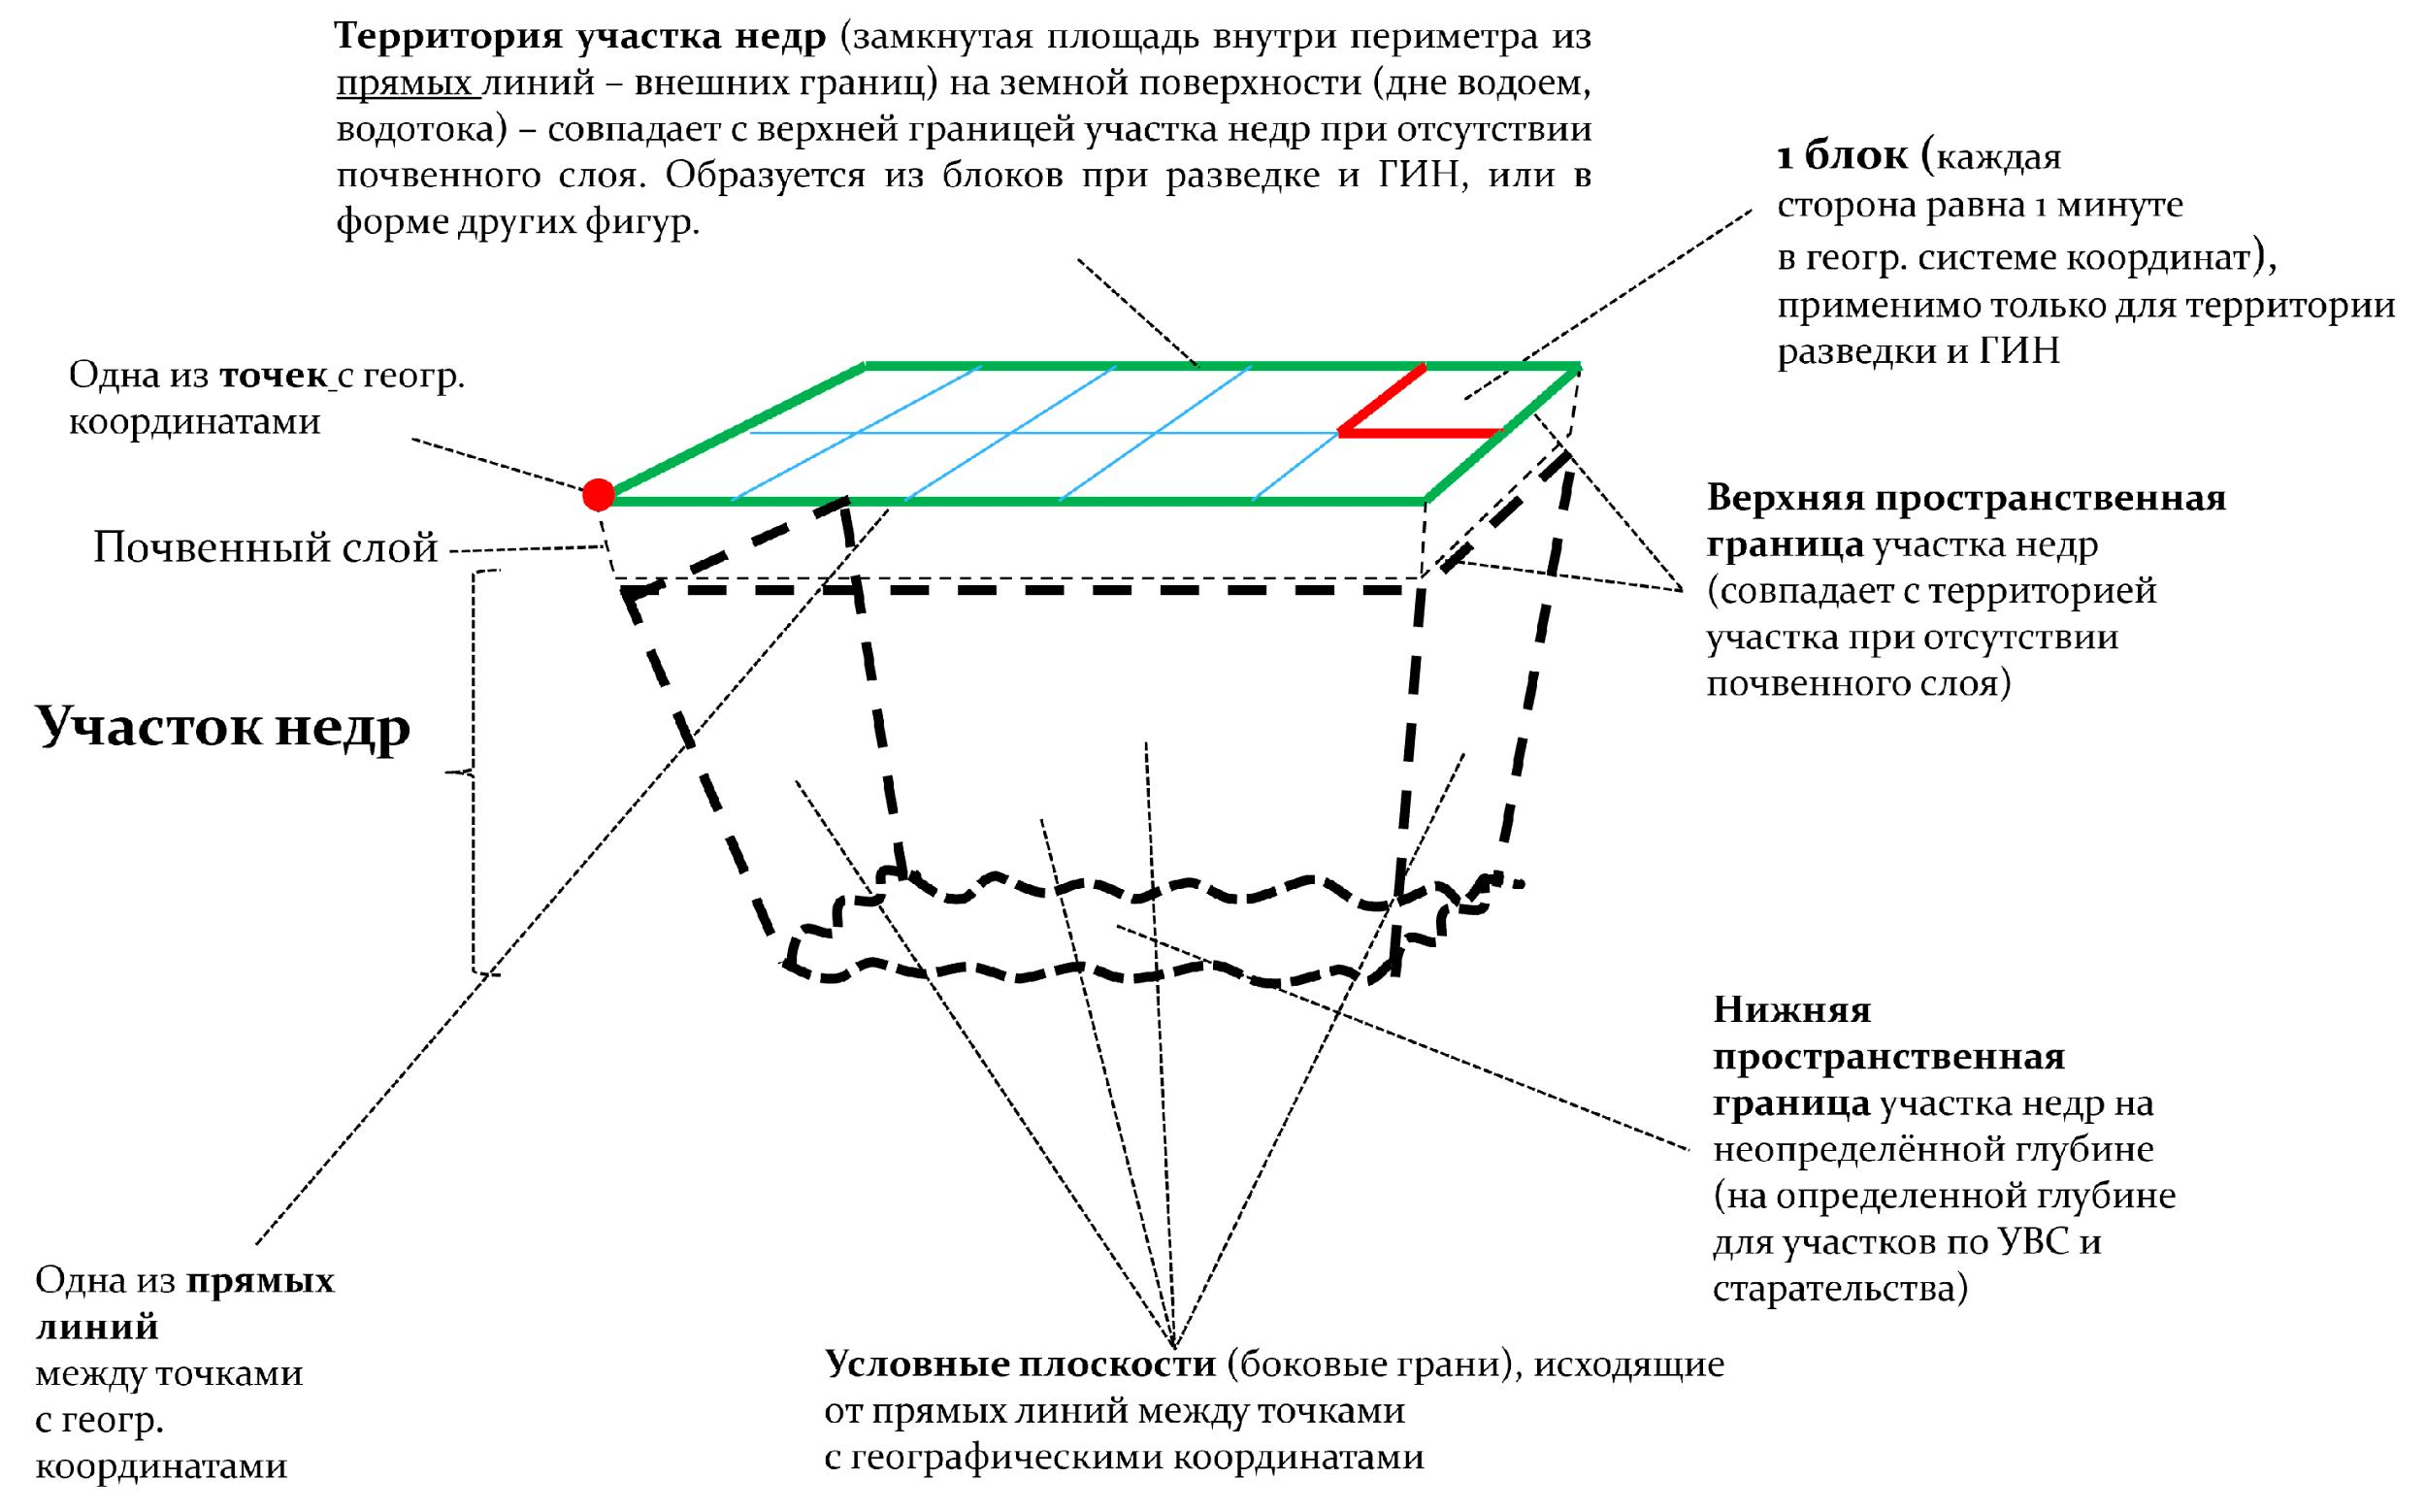 Территория участка недр (замкнутая площадь внутри периметра из
прямых линий – внешних границ) на земной поверхности (дне водоем,
водотока) – совпадает с верхней границей участка недр при отсутствии
почвенного слоя. Образуется из блоков при разведке и ГИН, или в
форме других фигур.
1 блок (каждая
сторона равна 1 минуте
в геогр. системе координат),
применимо только для территории
разведки и ГИН
Одна из точек с геогр.
координатами
Почвенный слой
Верхняя пространственная
граница участка недр
(совпадает с территорией
участка при отсутствии
почвенного слоя)
Участок недр
Нижняя
пространственная
граница участка недр на
неопределённой глубине
(на определенной глубине
для участков по УВС и
старательства)
Одна из прямых
линий
между точками
с геогр.
координатами
Условные плоскости (боковые грани), исходящие
от прямых линий между точками
с географическими координатами